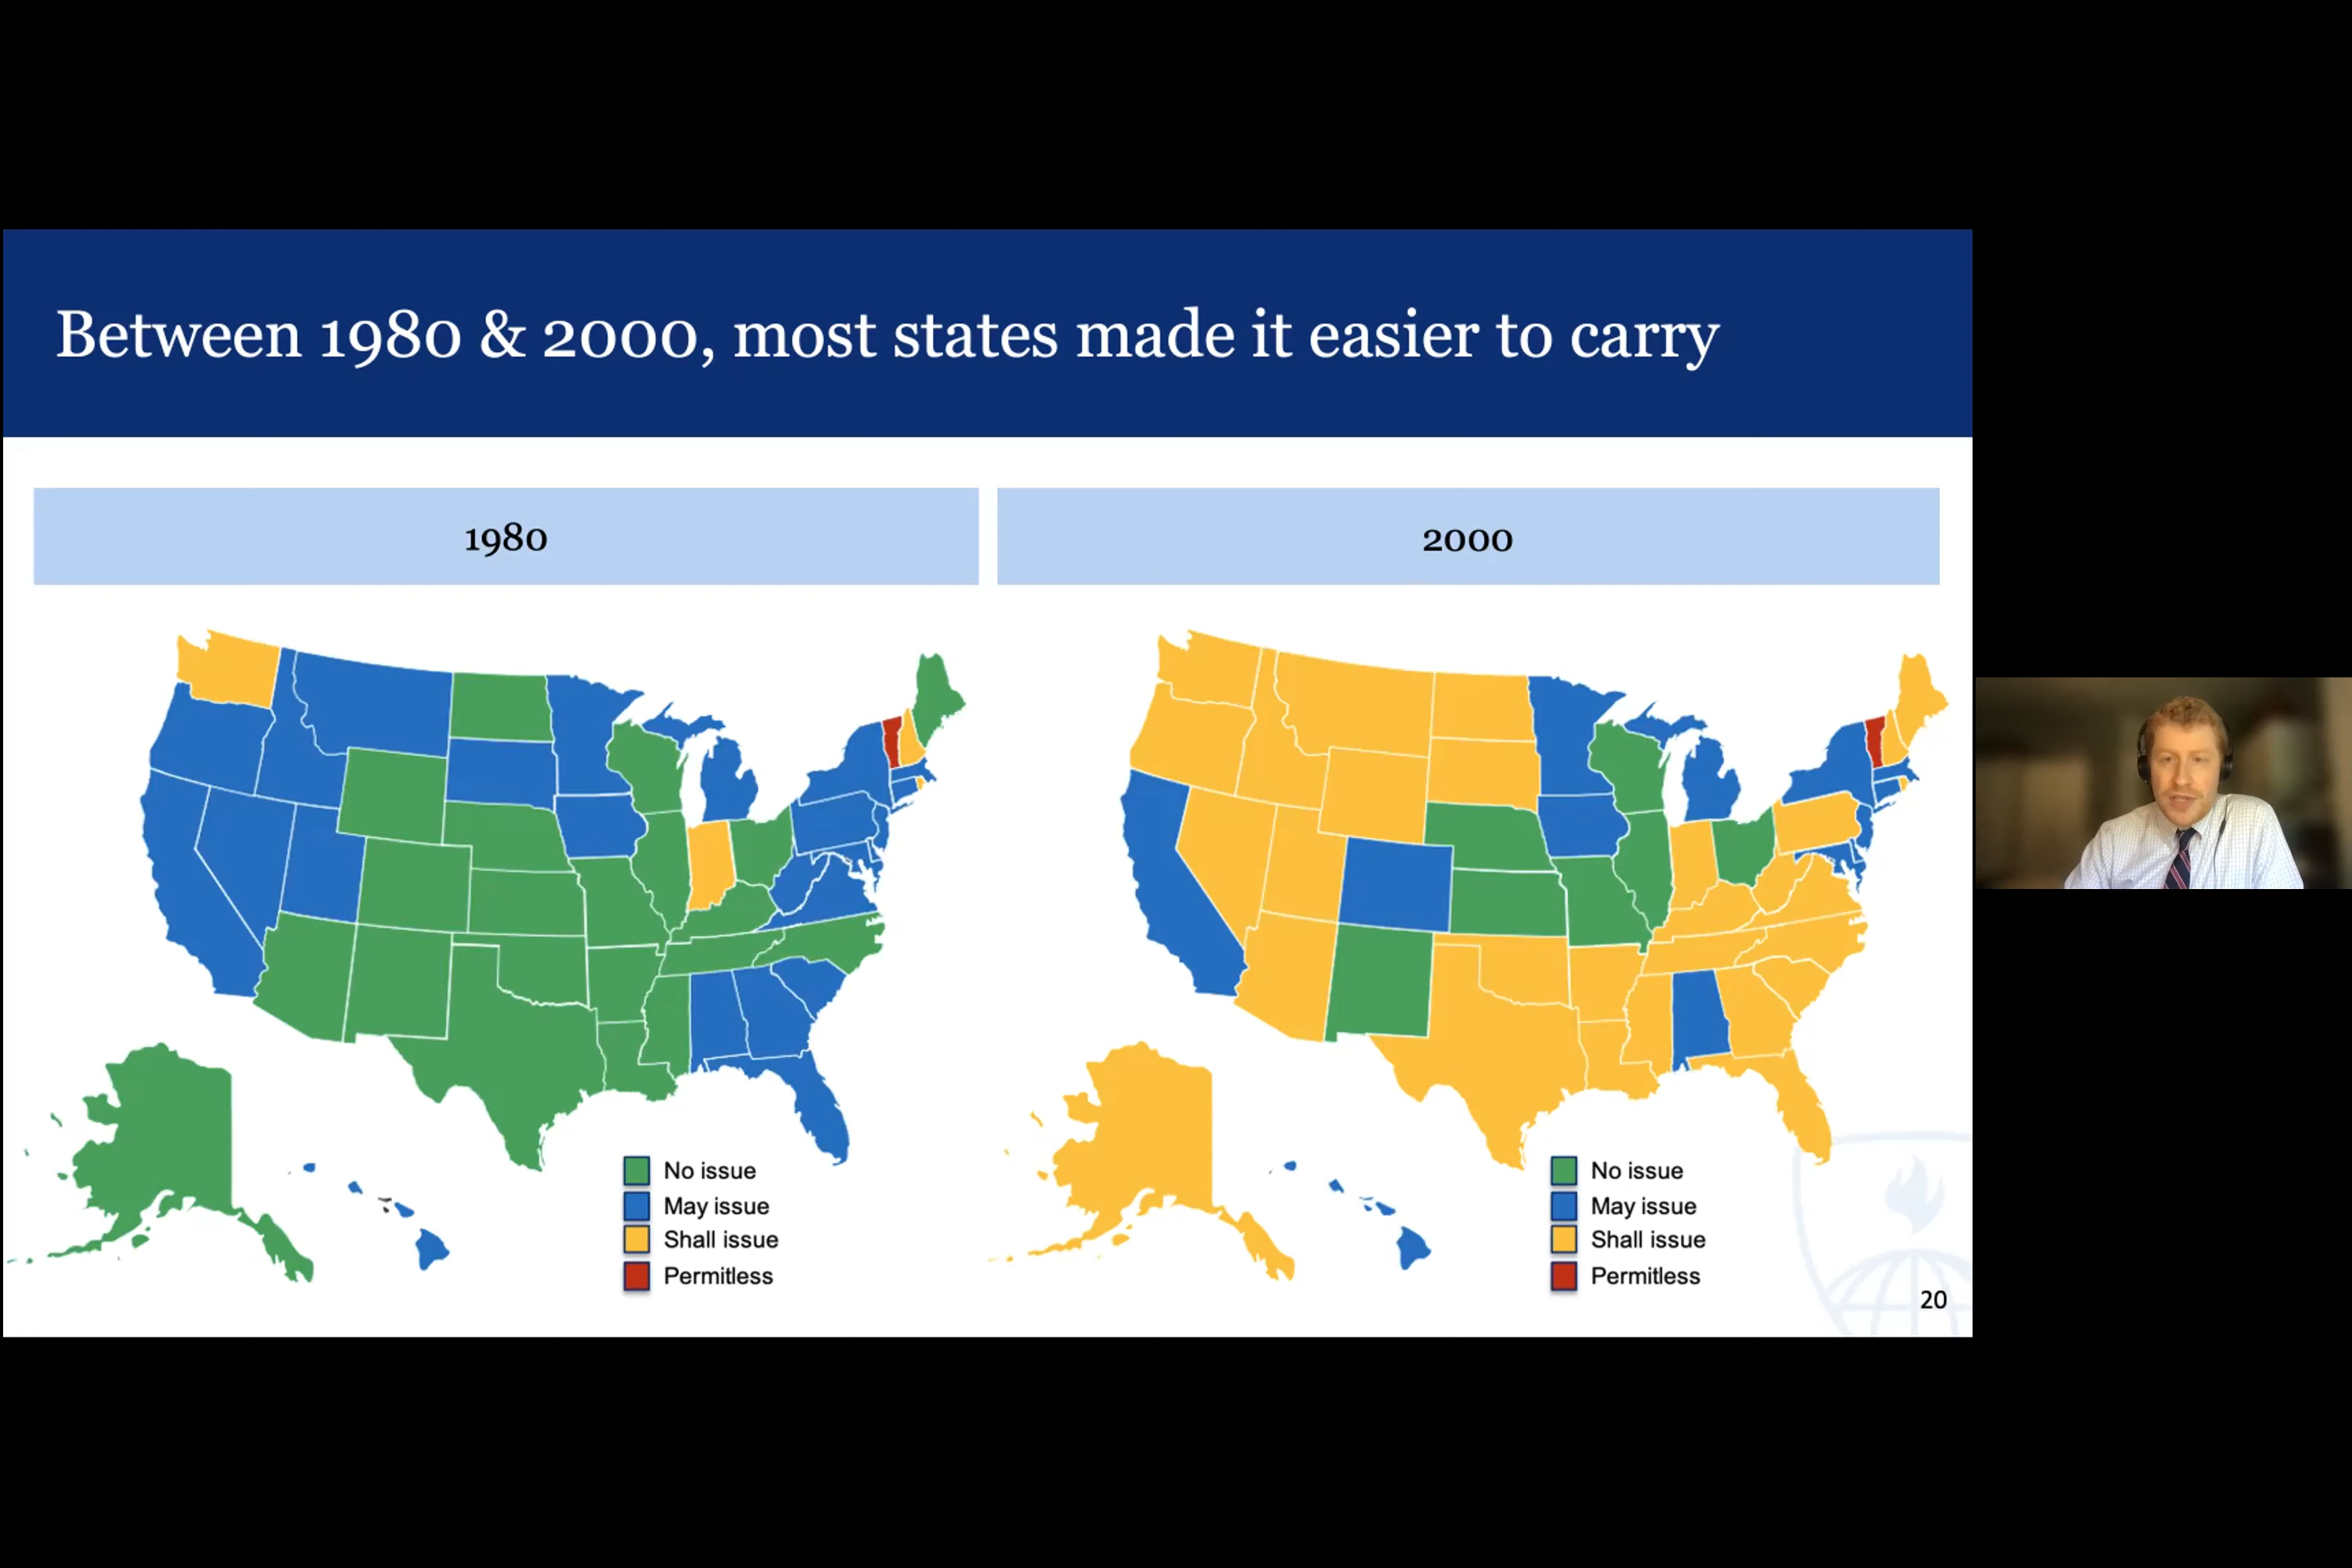 Between 1980 & 2000, most states made it easier to carry
1980
2000
No issue
May issue
Shall issue
Permitless
No issue
May issue
Shall issue
Permitless
20